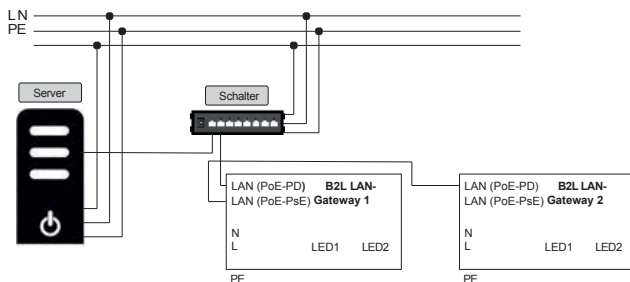 LN
PE
Server
Schalter
LAN (PoE-PD) B2L LAN-
LAN (PoE-PsE) Gateway 1
N
L LED1 LED2
PE
LAN (PoE-PD) B2L LAN-
LAN (PoE-PsE) Gateway 2
N
L LED1 LED2
PE